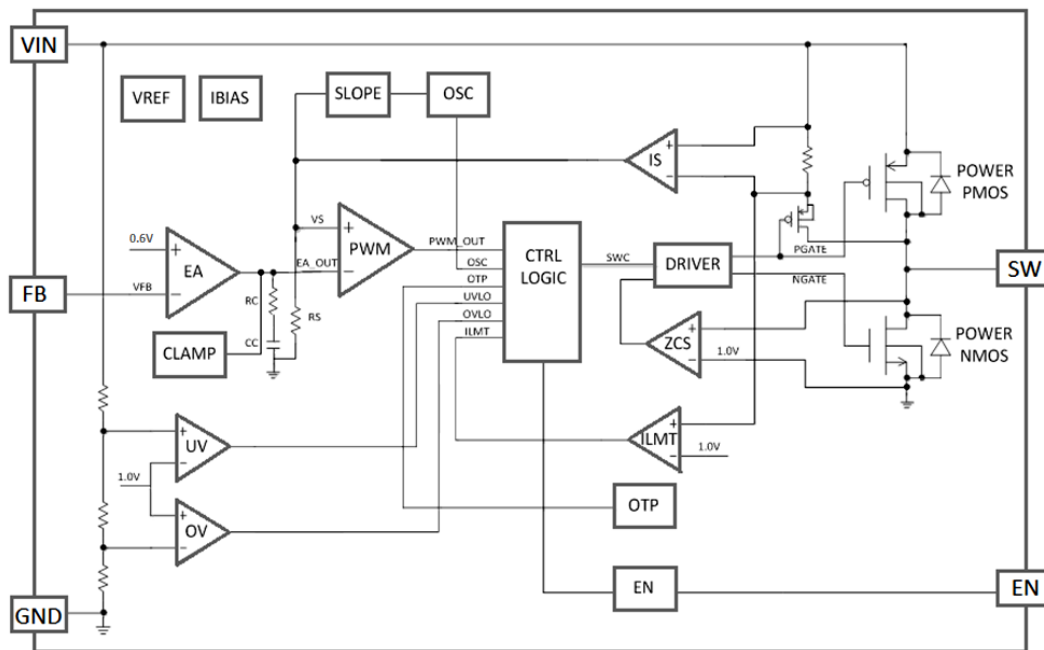 VIN
VREF
IBIAS
SLOPE
OSC
+
IS
−
POWER
PMOS
0.6V
+
EA
−
VFB
FB
VS
+
PWM
−
EA_OUT
RC
CC
RS
CLAMP
PWM_OUT
OSC
OTP
UVLO
OVLO
ILMT
CTRL
LOGIC
SWC
DRIVER
PGATE
NGATE
SW
+
ZCS
−
1.0V
POWER
NMOS
+
UV
−
1.0V
+
OV
−
+
ILMT
−
1.0V
OTP
EN
EN
GND